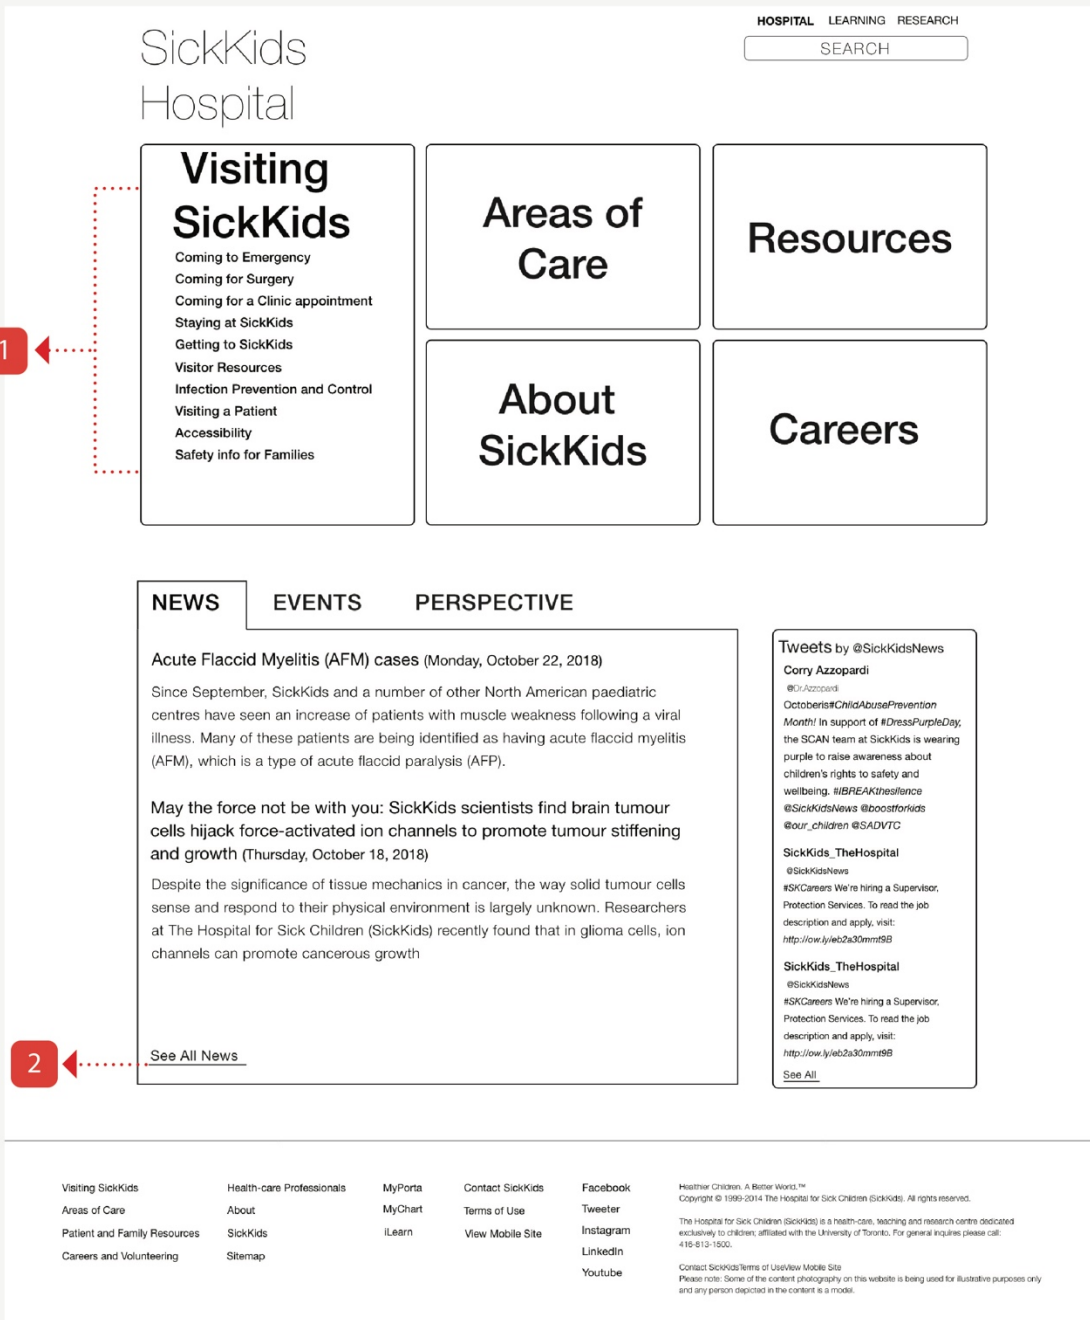 HOSPITAL LEARNING RESEARCH
SEARCH
SickKids
Hospital
Visiting
SickKids
Coming to Emergency
Coming for Surgery
Coming for a Clinic appointment
Staying at SickKids
Getting to SickKids
Visitor Resources
Infection Prevention and Control
Visiting a Patient
Accessibility
Safety info for Families
Areas of
Care
Resources
About
SickKids
Careers
1
NEWS EVENTS PERSPECTIVE
Acute Flaccid Myelitis (AFM) cases (Monday, October 22, 2018)
Since September, SickKids and a number of other North American paediatric
centres have seen an increase of patients with muscle weakness following a viral
illness. Many of these patients are being identified as having acute flaccid myelitis
(AFM), which is a type of acute flaccid paralysis (AFP).
May the force not be with you: SickKids scientists find brain tumour
cells hijack force-activated ion channels to promote tumour stiffening
and growth (Thursday, October 18, 2018)
Despite the significance of tissue mechanics in cancer, the way solid tumour cells
sense and respond to their physical environment is largely unknown. Researchers
at The Hospital for Sick Children (SickKids) recently found that in glioma cells, ion
channels can promote cancerous growth
See All News
2
Tweets by @SickKidsNews
Corry Azzopardi
@Dr.Azzopardi
Octoberis#ChildAbusePrevention
Month! In support of #DressPurpleDay,
the SCAN team at SickKids is wearing
purple to raise awareness about
children's rights to safety and
wellbeing. #IBREAKthesilence
@SickKidsNews @boostforkids
@our_children @SADVTC
SickKids_TheHospital
@SickKidsNews
#SKCareers We're hiring a Supervisor,
Protection Services. To read the job
description and apply, visit:
http://ow.ly/eb2a30mmt9B
SickKids_TheHospital
@SickKidsNews
#SKCareers We're hiring a Supervisor,
Protection Services. To read the job
description and apply, visit:
http://ow.ly/eb2a30mmt9B
See All
Visiting SickKids
Areas of Care
Patient and Family Resources
Careers and Volunteering
Health-care Professionals
About
SickKids
Sitemap
MyPorta
MyChart
iLearn
Contact SickKids
Terms of Use
View Mobile Site
Facebook
Tweeter
Instagram
LinkedIn
Youtube
Healthier Children. A Better World.™
Copyright © 1999-2014 The Hospital for Sick Children (SickKids). All rights reserved.
The Hospital for Sick Children (SickKids) is a health-care, teaching and research centre dedicated
exclusively to children; affiliated with the University of Toronto. For general inquires please call:
416-813-1500.
Contact SickKidsTerms of UseView Mobile Site
Please note: Some of the content photography on this website is being used for illustrative purposes only
and any person depicted in the content is a model.